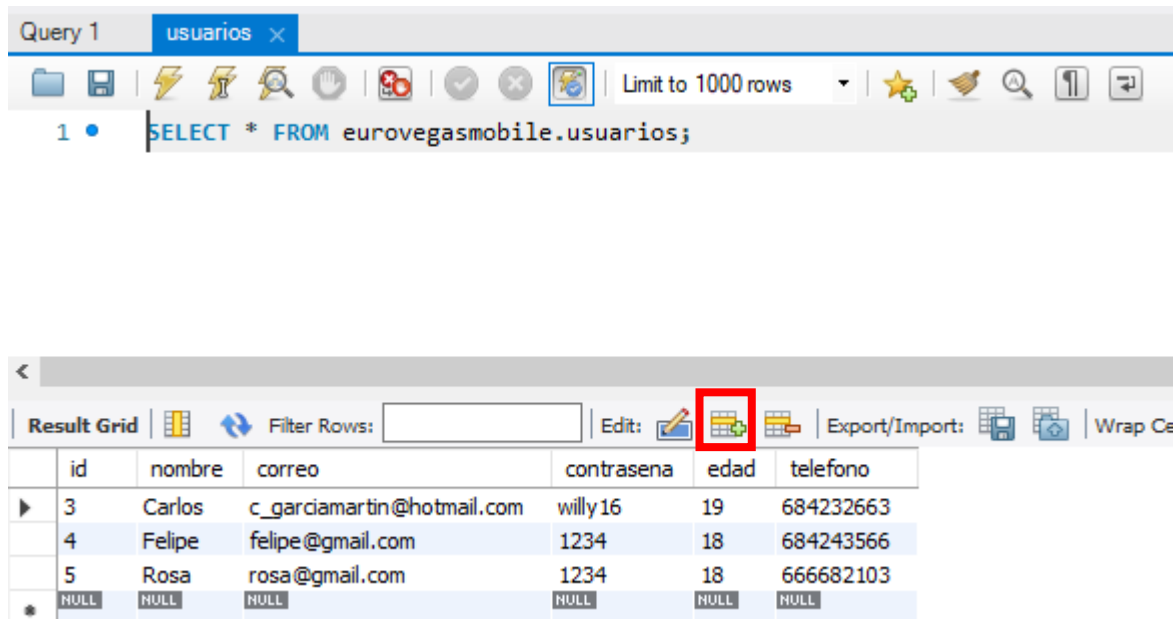 Query 1 usuarios
Limit to 1000 rows
1 SELECT * FROM eurovegasmobile.usuarios;
Result Grid Filter Rows: Edit: Export/Import: Wrap Ce
id nombre correo contrasena edad telefono
3 Carlos c_garciamartin@hotmail.com willy16 19 684232663
4 Felipe felipe@gmail.com 1234 18 684243566
5 Rosa rosa@gmail.com 1234 18 666682103
NULL NULL NULL NULL NULL NULL